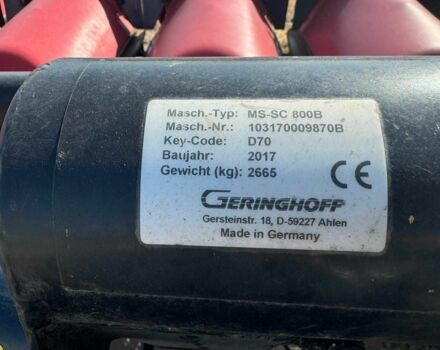 Masch.-Typ: MS-SC 800B
Masch.-Nr.: 103170009870B
Key-Code: D70
Baujahr: 2017
Gewicht (kg): 2665
CE
GERINGHOFF
Gersteinstr. 18, D-59227 Ahlen
Made in Germany